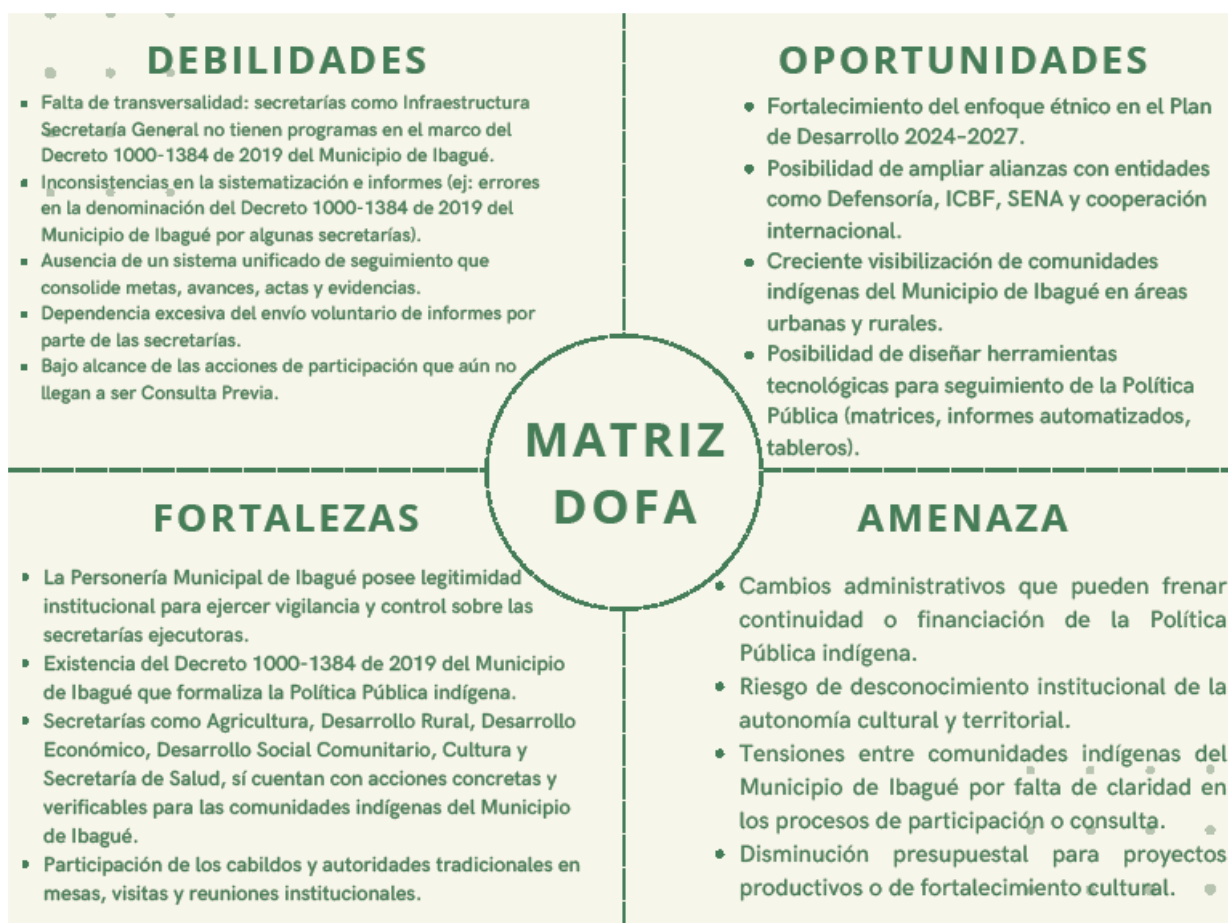 DEBILIDADES
▪ Falta de transversalidad: secretarías como Infraestructura
Secretaría General no tienen programas en el marco del
Decreto 1000-1384 de 2019 del Municipio de Ibagué.
▪ Inconsistencias en la sistematización e informes (ej: errores
en la denominación del Decreto 1000-1384 de 2019 del
Municipio de Ibagué por algunas secretarías).
▪ Ausencia de un sistema unificado de seguimiento que
consolide metas, avances, actas y evidencias.
▪ Dependencia excesiva del envío voluntario de informes por
parte de las secretarías.
▪ Bajo alcance de las acciones de participación que aún no
llegan a ser Consulta Previa.
OPORTUNIDADES
• Fortalecimiento del enfoque étnico en el Plan
de Desarrollo 2024-2027.
• Posibilidad de ampliar alianzas con entidades
como Defensoría, ICBF, SENA y cooperación
internacional.
• Creciente visibilización de comunidades
indígenas del Municipio de Ibagué en áreas
urbanas y rurales.
• Posibilidad de diseñar herramientas
tecnológicas para seguimiento de la Política
Pública (matrices, informes automatizados,
tableros).
MATRIZ
DOFA
FORTALEZAS
• La Personería Municipal de Ibagué posee legitimidad
institucional para ejercer vigilancia y control sobre las
secretarías ejecutoras.
• Existencia del Decreto 1000-1384 de 2019 del Municipio
de Ibagué que formaliza la Política Pública indígena.
• Secretarías como Agricultura, Desarrollo Rural, Desarrollo
Económico, Desarrollo Social Comunitario, Cultura y
Secretaría de Salud, sí cuentan con acciones concretas y
verificables para las comunidades indígenas del Municipio
de Ibagué.
• Participación de los cabildos y autoridades tradicionales en
mesas, visitas y reuniones institucionales.
AMENAZA
• Cambios administrativos que pueden frenar
continuidad o financiación de la Política
Pública indígena.
• Riesgo de desconocimiento institucional de la
autonomía cultural y territorial.
• Tensiones entre comunidades indígenas del
Municipio de Ibagué por falta de claridad en
los procesos de participación o consulta.
• Disminución presupuestal para proyectos
productivos o de fortalecimiento cultural.